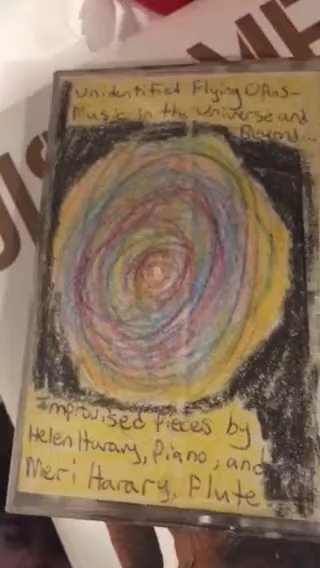 Unidentified Flying Opus-
Music in the Universe and
Beyond...
Improvised Pieces by
Helen Harary, Piano, and
Meri Harary, Flute